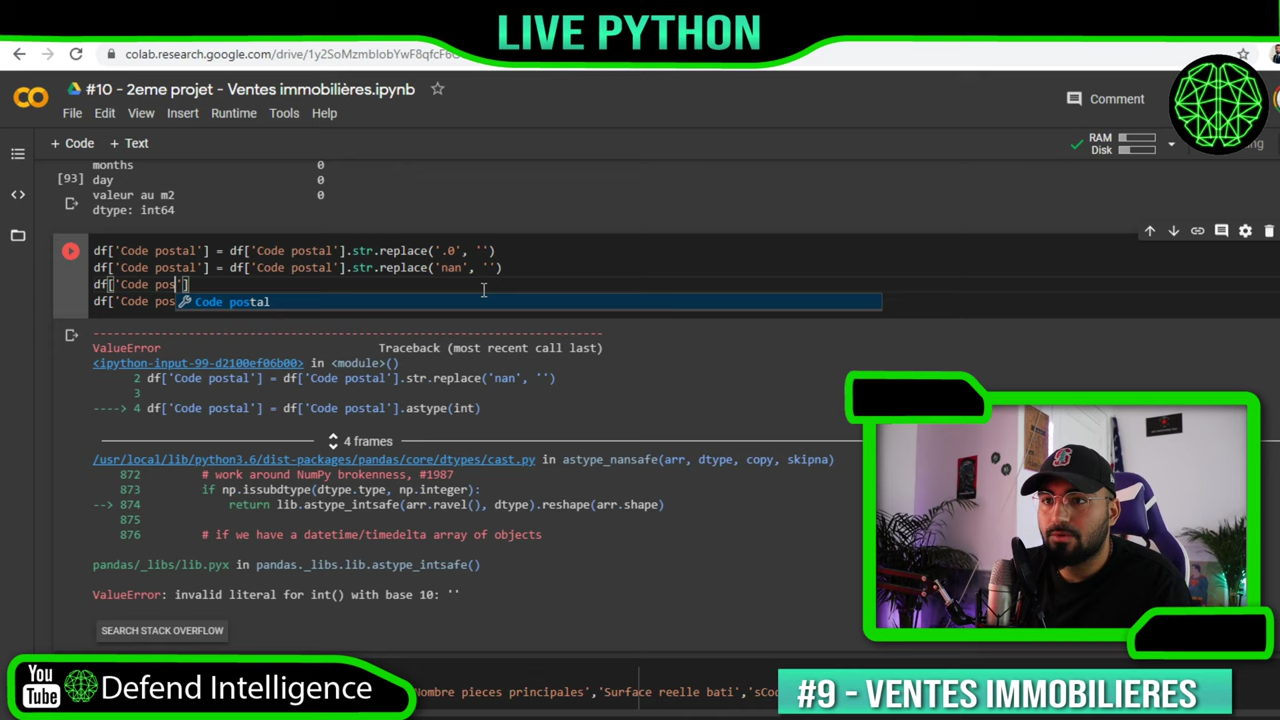 LIVE PYTHON
colab.research.google.com/drive/1y2SoMzmblobYwF8qfcF6
#10 - 2eme projet - Ventes immobilières.ipynb
File Edit View Insert Runtime Tools Help
Comment
+ Code + Text
RAM
Disk
months 0
[93] day 0
valeur au m2 0
dtype: int64
df['Code postal'] = df['Code postal'].str.replace('.0', '')
df['Code postal'] = df['Code postal'].str.replace('nan', '')
df['Code pos']
df['Code pos
Code postal
---------------------------------------------------------------------------
ValueError Traceback (most recent call last)
<ipython-input-99-d2100ef06b00> in <module>()
2 df['Code postal'] = df['Code postal'].str.replace('nan', '')
3
----> 4 df['Code postal'] = df['Code postal'].astype(int)
4 frames
/usr/local/lib/python3.6/dist-packages/pandas/core/dtypes/cast.py in astype_nansafe(arr, dtype, copy, skipna)
872 # work around NumPy brokenness, #1987
873 if np.issubdtype(dtype.type, np.integer):
--> 874 return lib.astype_intsafe(arr.ravel(), dtype).reshape(arr.shape)
875
876 # if we have a datetime/timedelta array of objects
pandas/_libs/lib.pyx in pandas._libs.lib.astype_intsafe()
ValueError: invalid literal for int() with base 10: ''
SEARCH STACK OVERFLOW
You
Tube
Defend Intelligence
Nombre pieces principales','Surface reelle bati','sCo
#9 - VENTES IMMOBILIERES